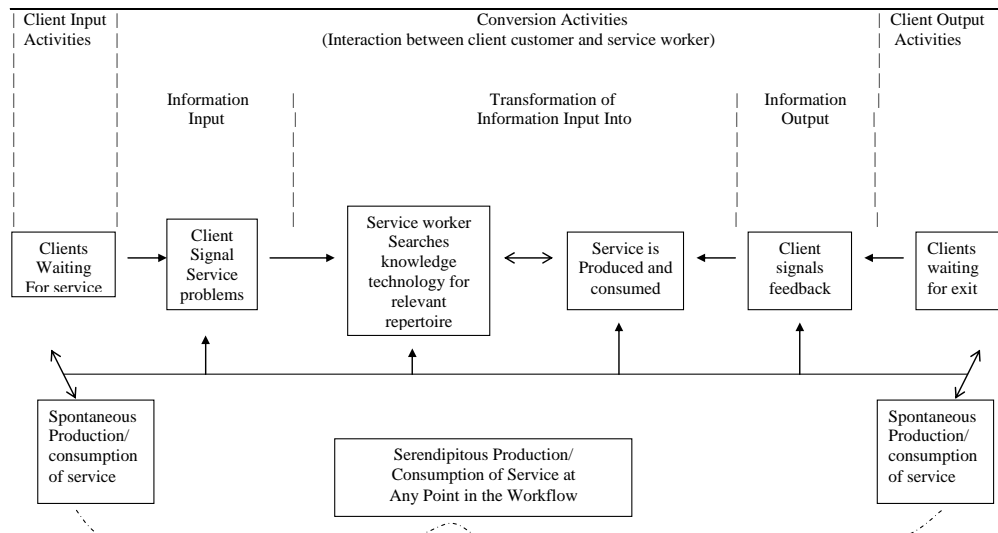 Client Input
Activities
Conversion Activities
(Interaction between client customer and service worker)
Client Output
Activities
Information
Input
Transformation of
Information Input Into
Information
Output
Clients
Waiting
For service
Client
Signal
Service
problems
Service worker
Searches
knowledge
technology for
relevant
repertoire
Service is
Produced and
consumed
Client
signals
feedback
Clients
waiting
for exit
Spontaneous
Production/
consumption
of service
Serendipitous Production/
Consumption of Service at
Any Point in the Workflow
Spontaneous
Production/
consumption
of service